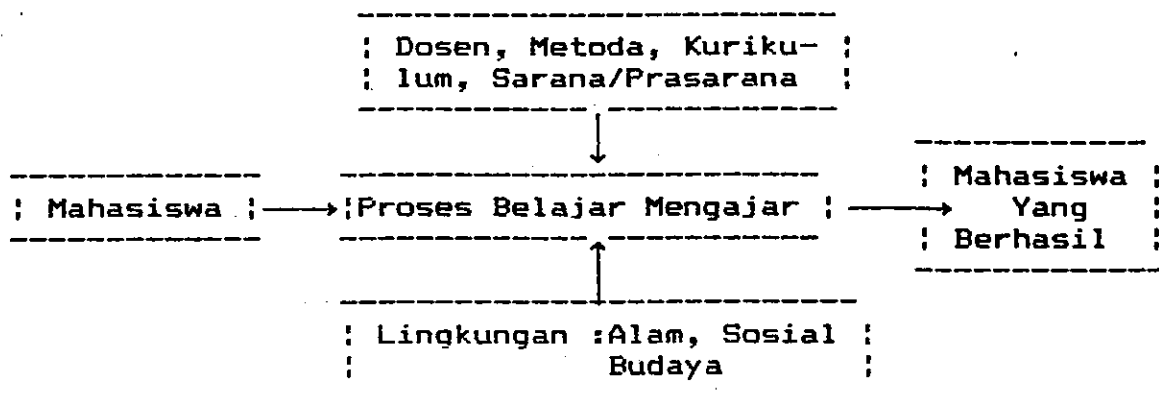 Dosen, Metoda, Kuriku-
lum, Sarana/Prasarana
Mahasiswa
Proses Belajar Mengajar
Mahasiswa
Yang
Berhasil
Lingkungan :Alam, Sosial
Budaya